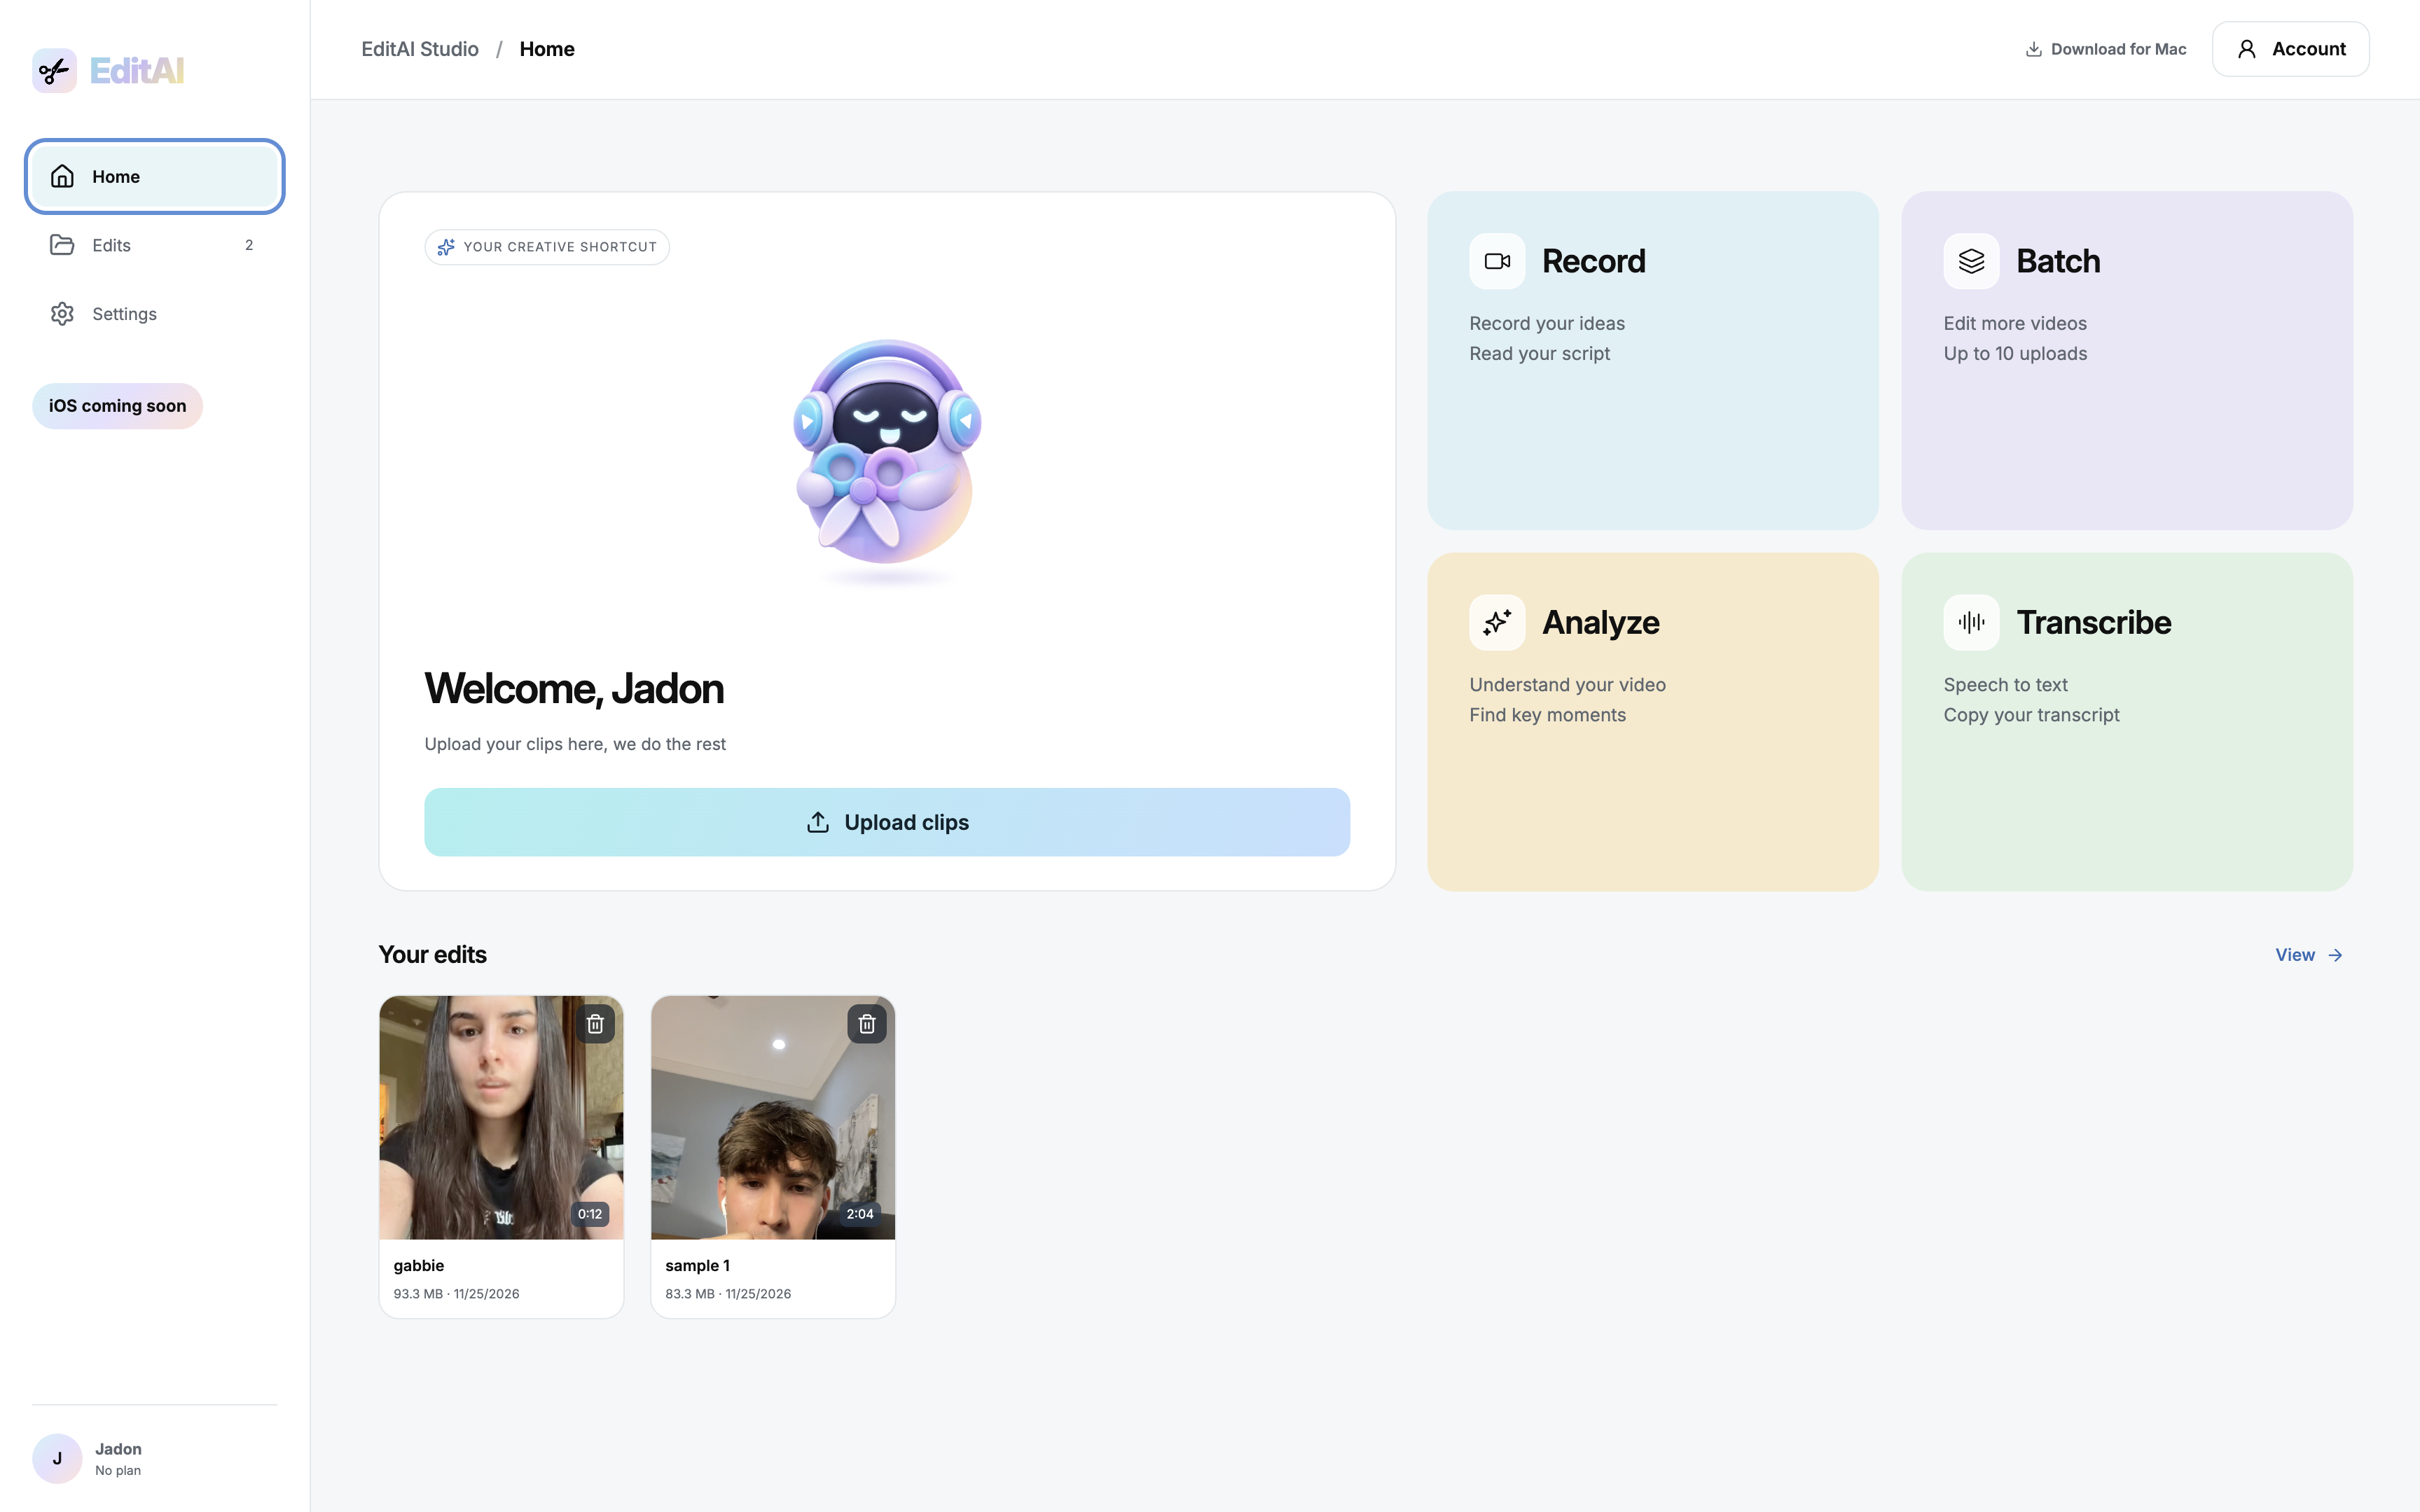 EditAI
Home
Edits 2
Settings
iOS coming soon
Jadon
No plan
J
EditAI Studio / Home
Download for Mac
Account
YOUR CREATIVE SHORTCUT
Welcome, Jadon
Upload your clips here, we do the rest
Upload clips
Record
Record your ideas
Read your script
Batch
Edit more videos
Up to 10 uploads
Analyze
Understand your video
Find key moments
Transcribe
Speech to text
Copy your transcript
Your edits
View
0:12
gabbie
93.3 MB · 11/25/2026
2:04
sample 1
83.3 MB · 11/25/2026